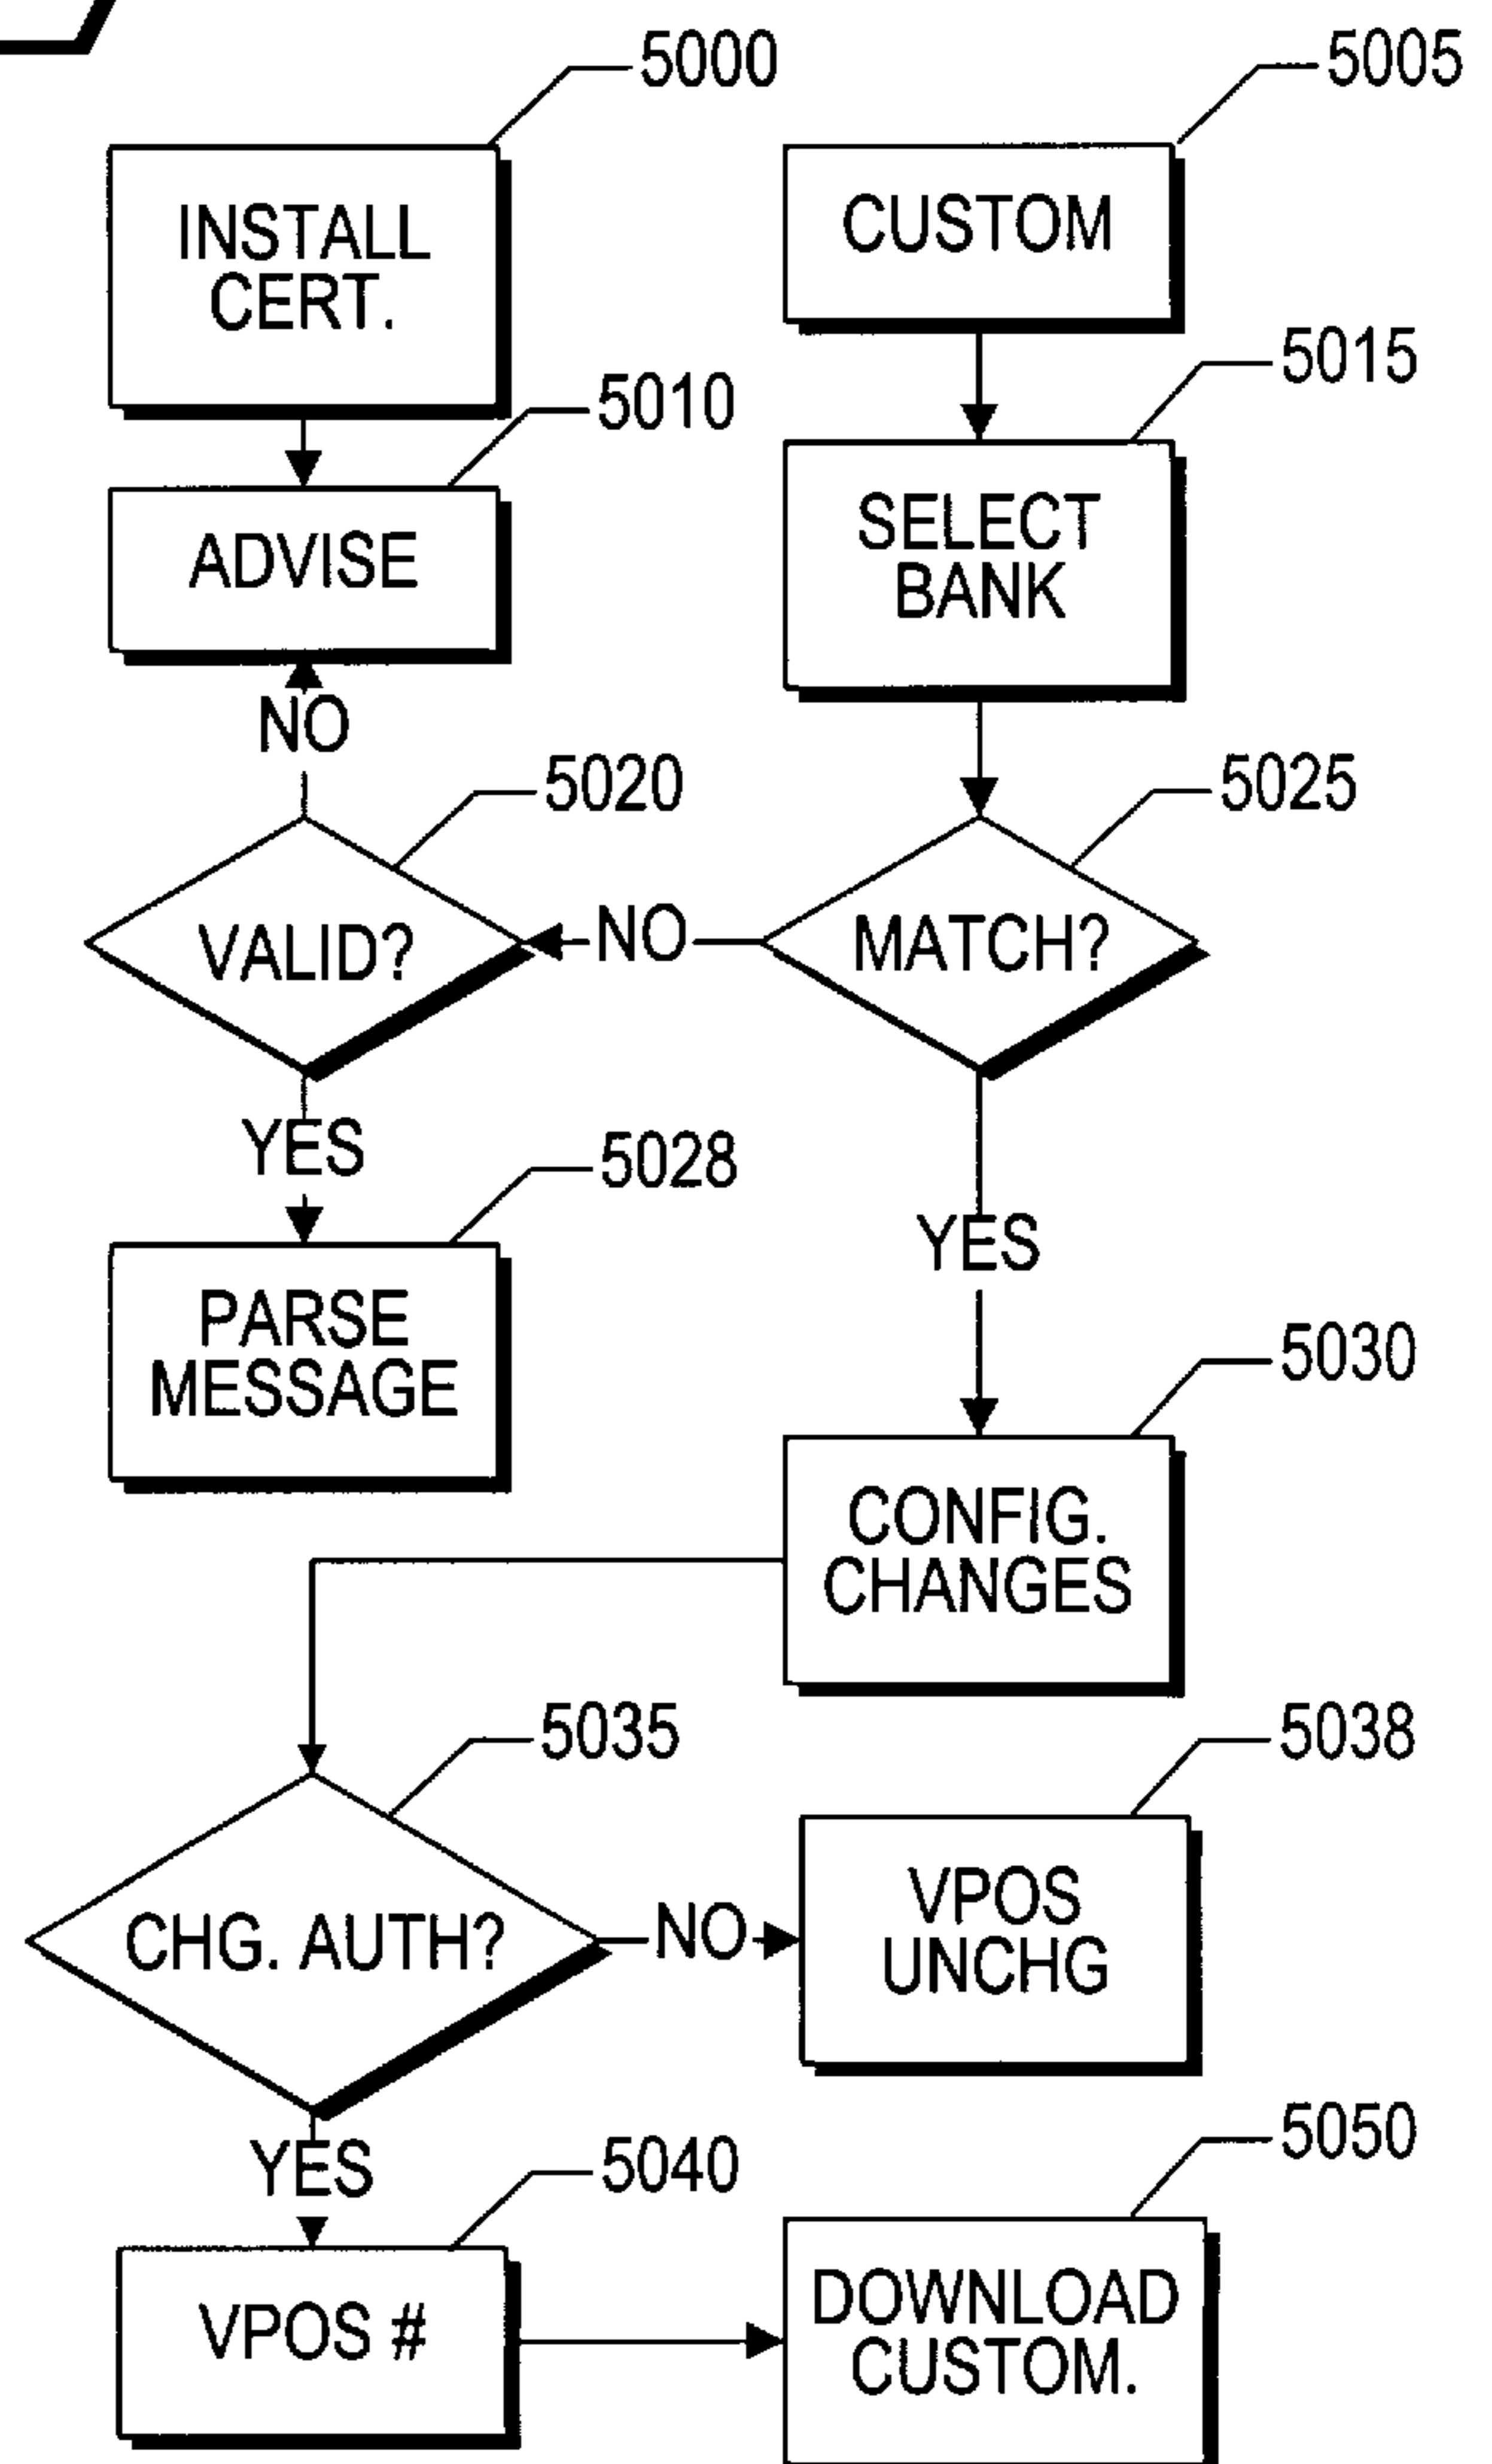 5000
5005
INSTALL
CERT.
CUSTOM
5015
5010
ADVISE
SELECT
BANK
NO
5020
5025
VALID?
NO
MATCH?
YES
5028
YES
PARSE
MESSAGE
5030
CONFIG.
CHANGES
5035
5038
CHG. AUTH?
NO
VPOS
UNCHG
YES
5040
5050
VPOS #
DOWNLOAD
CUSTOM.